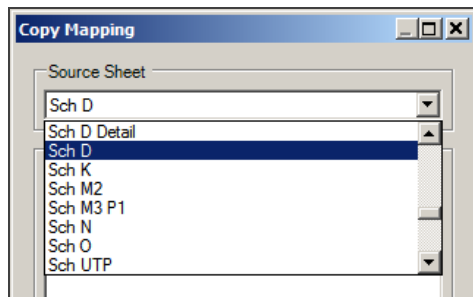 Copy Mapping
Source Sheet
Sch D
Sch D Detail
Sch D
Sch K
Sch M2
Sch M3 P1
Sch N
Sch O
Sch UTP